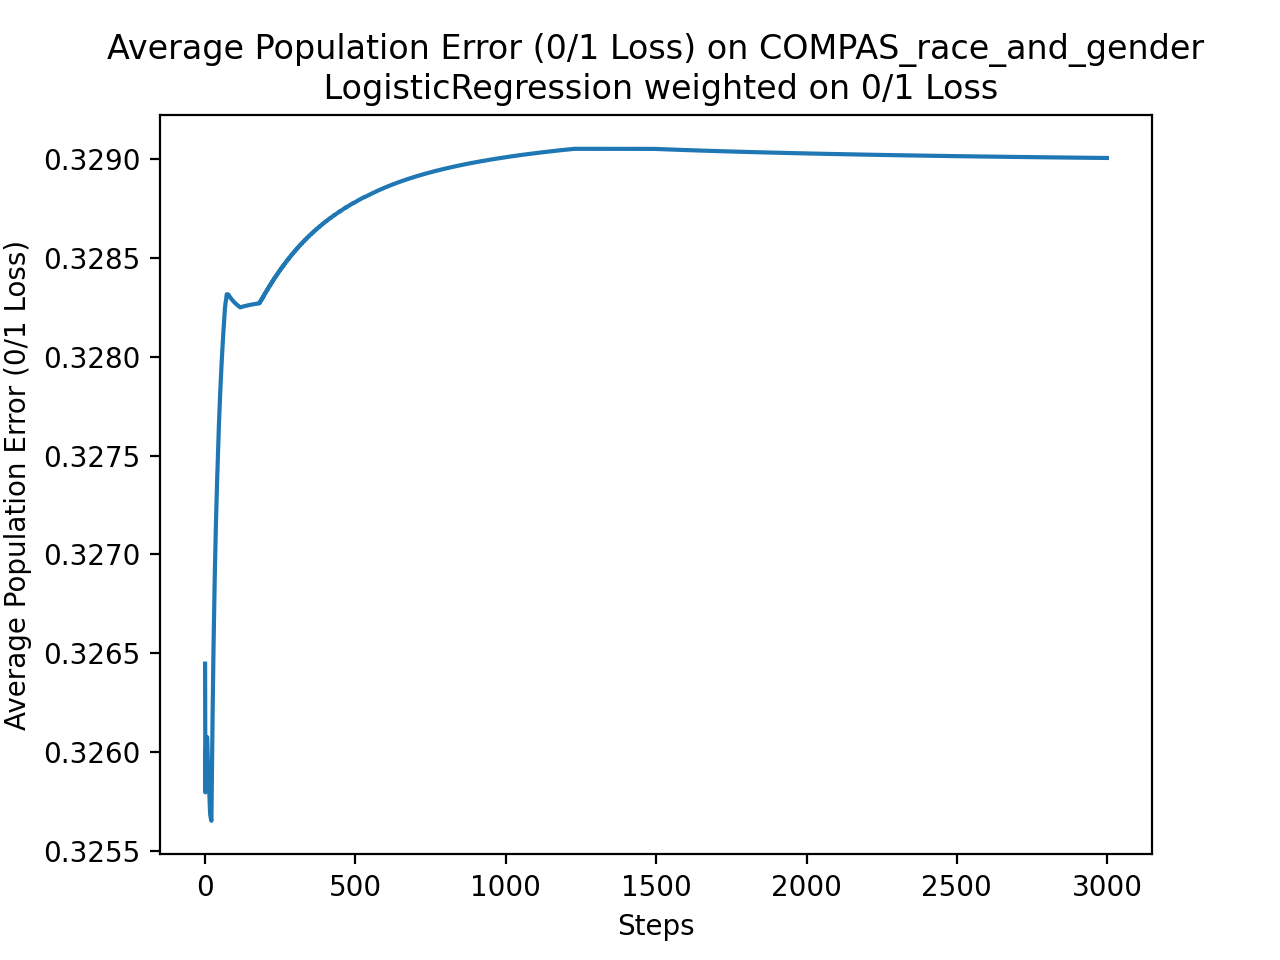 Average Population Error (0/1 Loss) on COMPAS_race_and_gender
LogisticRegression weighted on 0/1 Loss
Average Population Error (0/1 Loss)
0.3290
0.3285
0.3280
0.3275
0.3270
0.3265
0.3260
0.3255
0 500 1000 1500 2000 2500 3000
Steps